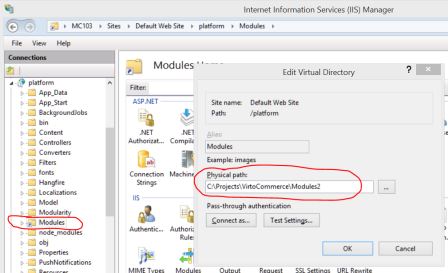 Internet Information Services (IIS) Manager
MC103 ▸ Sites ▸ Default Web Site ▸ platform ▸ Modules ▸
File View Help
Connections
platform
App_Data
App_Start
BackgroundJobs
bin
Content
Controllers
Converters
Filters
fonts
Hangfire
Localizations
Model
Modularity
Modules
node_modules
obj
Properties
PushNotifications
Resources
Modules Home
Filter:
ASP.NET
.NET
Authorizat...
.NET
Compila
Connection
Strings
Machine
IIS
Authentic...
Authoriz
Rules
MIME Types
Modules
Output
Request
SSL Settings
URL Rewrite
Edit Virtual Directory
? ×
Site name: Default Web Site
Path: /platform
Alias:
Modules
Example: images
Physical path:
C:\Projects\VirtoCommerce\Modules2
...
Pass-through authentication
Connect as...
Test Settings...
OK
Cancel